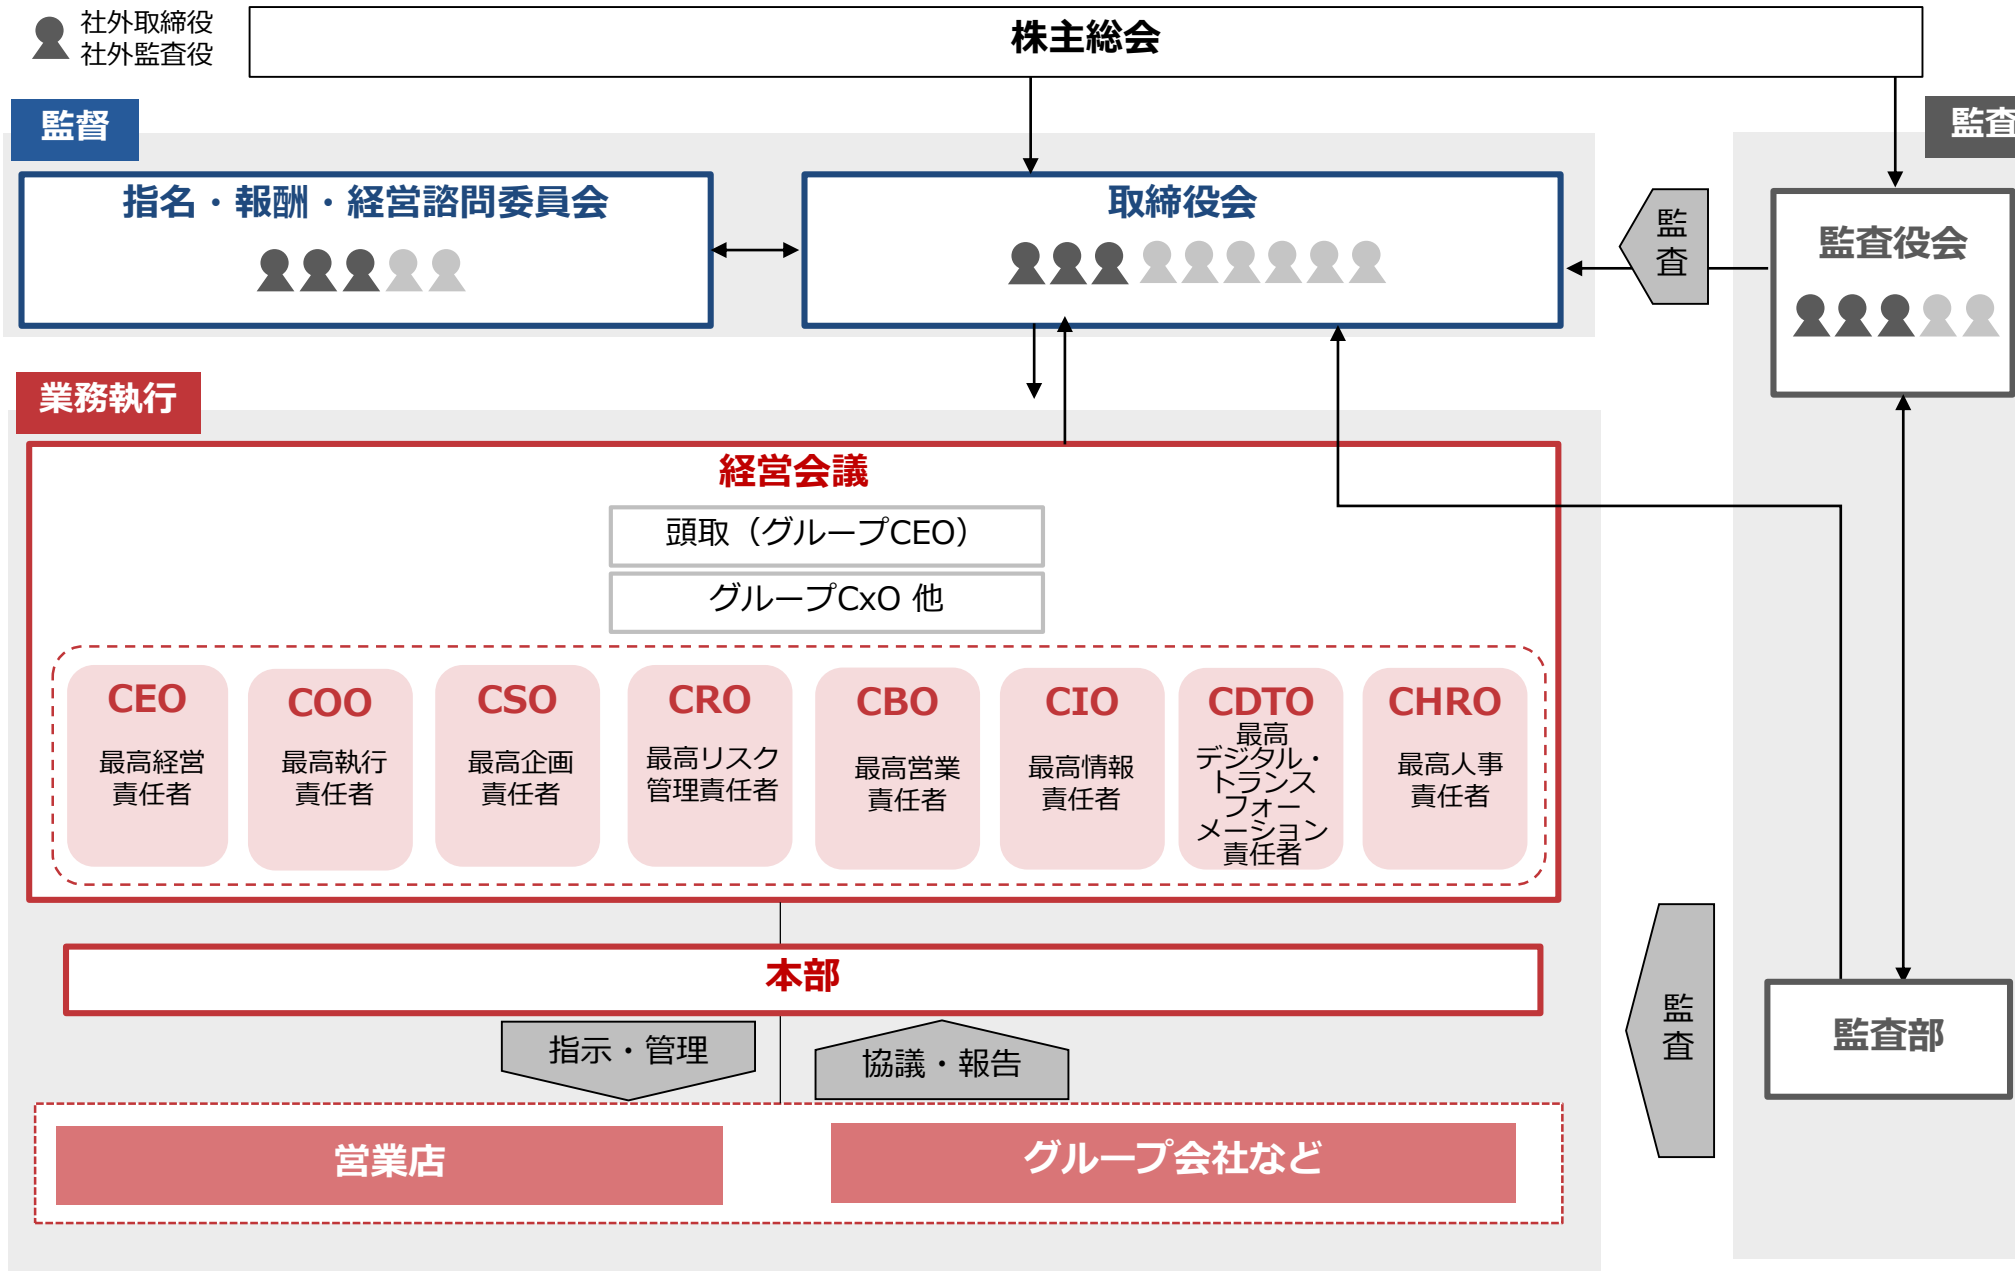 社外取締役
社外監査役
株主総会
監督
監査
指名・報酬・経営諮問委員会
取締役会
監
査
監査役会
業務執行
経営会議
頭取（グループCEO）
グループCxO 他
CEO
最高経営
責任者
COO
最高執行
責任者
CSO
最高企画
責任者
CRO
最高リスク
管理責任者
CBO
最高営業
責任者
CIO
最高情報
責任者
CDTO
最高
デジタル・
トランス
フォー
メーション
責任者
CHRO
最高人事
責任者
本部
監
査
監査部
指示・管理
協議・報告
営業店
グループ会社など